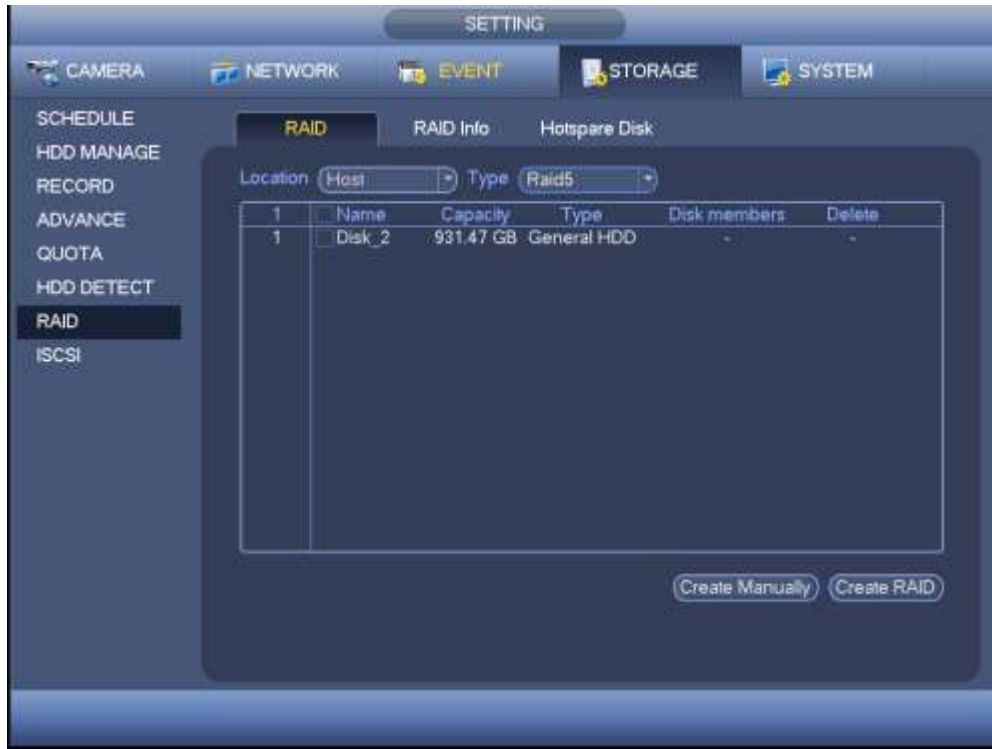 SETTING
CAMERA NETWORK EVENT STORAGE SYSTEM
SCHEDULE
HDD MANAGE
RECORD
ADVANCE
QUOTA
HDD DETECT
RAID
ISCSI
RAID RAID Info Hotspare Disk
Location Host Type Raid5
1 Name Capacity Type Disk members Delete
1 Disk_2 931.47 GB General HDD - -
Create Manually Create RAID